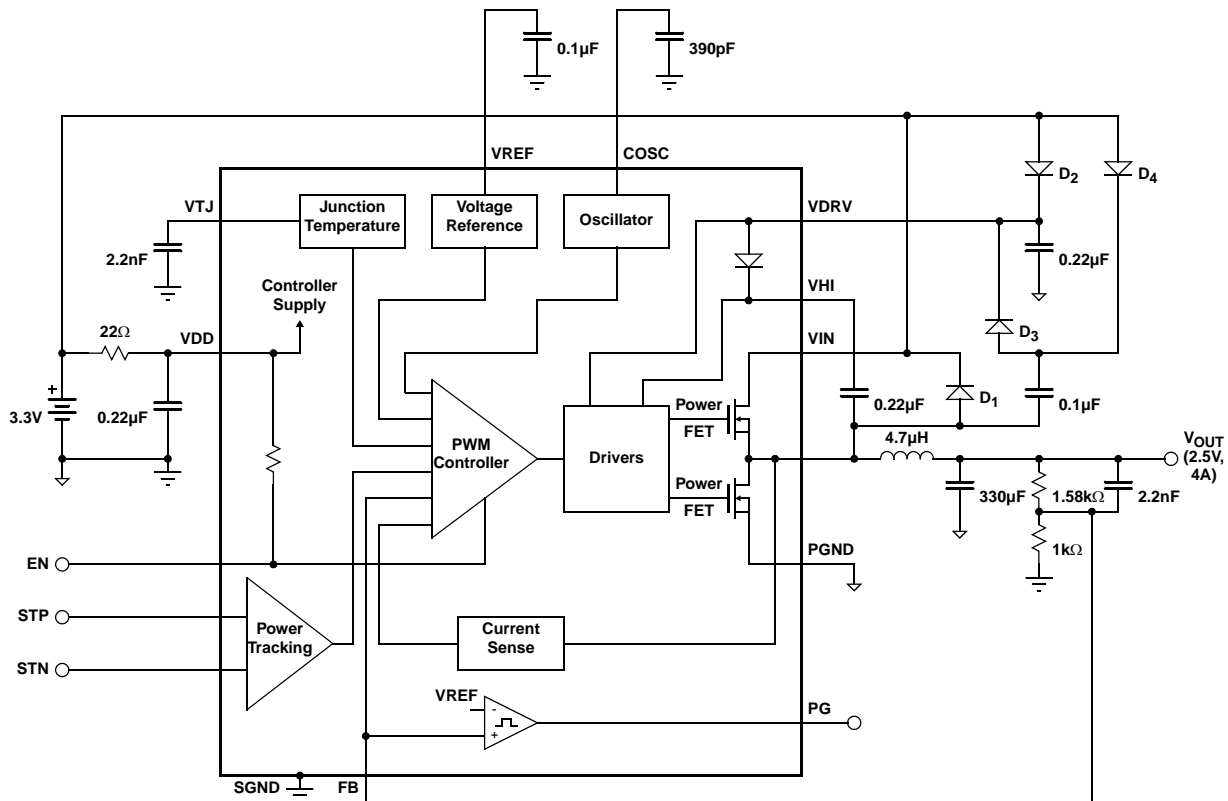 0.1µF
390pF
VREF
COSC
D2
D4
VTJ
Junction
Temperature
Voltage
Reference
Oscillator
VDRV
2.2nF
0.22µF
Controller
Supply
VHI
D3
22Ω
VDD
VIN
+
3.3V
0.22µF
0.22µF
D1
0.1µF
Power
FET
4.7µH
VOUT
(2.5V,
4A)
PWM
Controller
Drivers
Power
FET
330µF
1.58kΩ
2.2nF
PGND
1kΩ
EN
STP
Power
Tracking
Current
Sense
STN
VREF
-
+
PG
SGND
FB